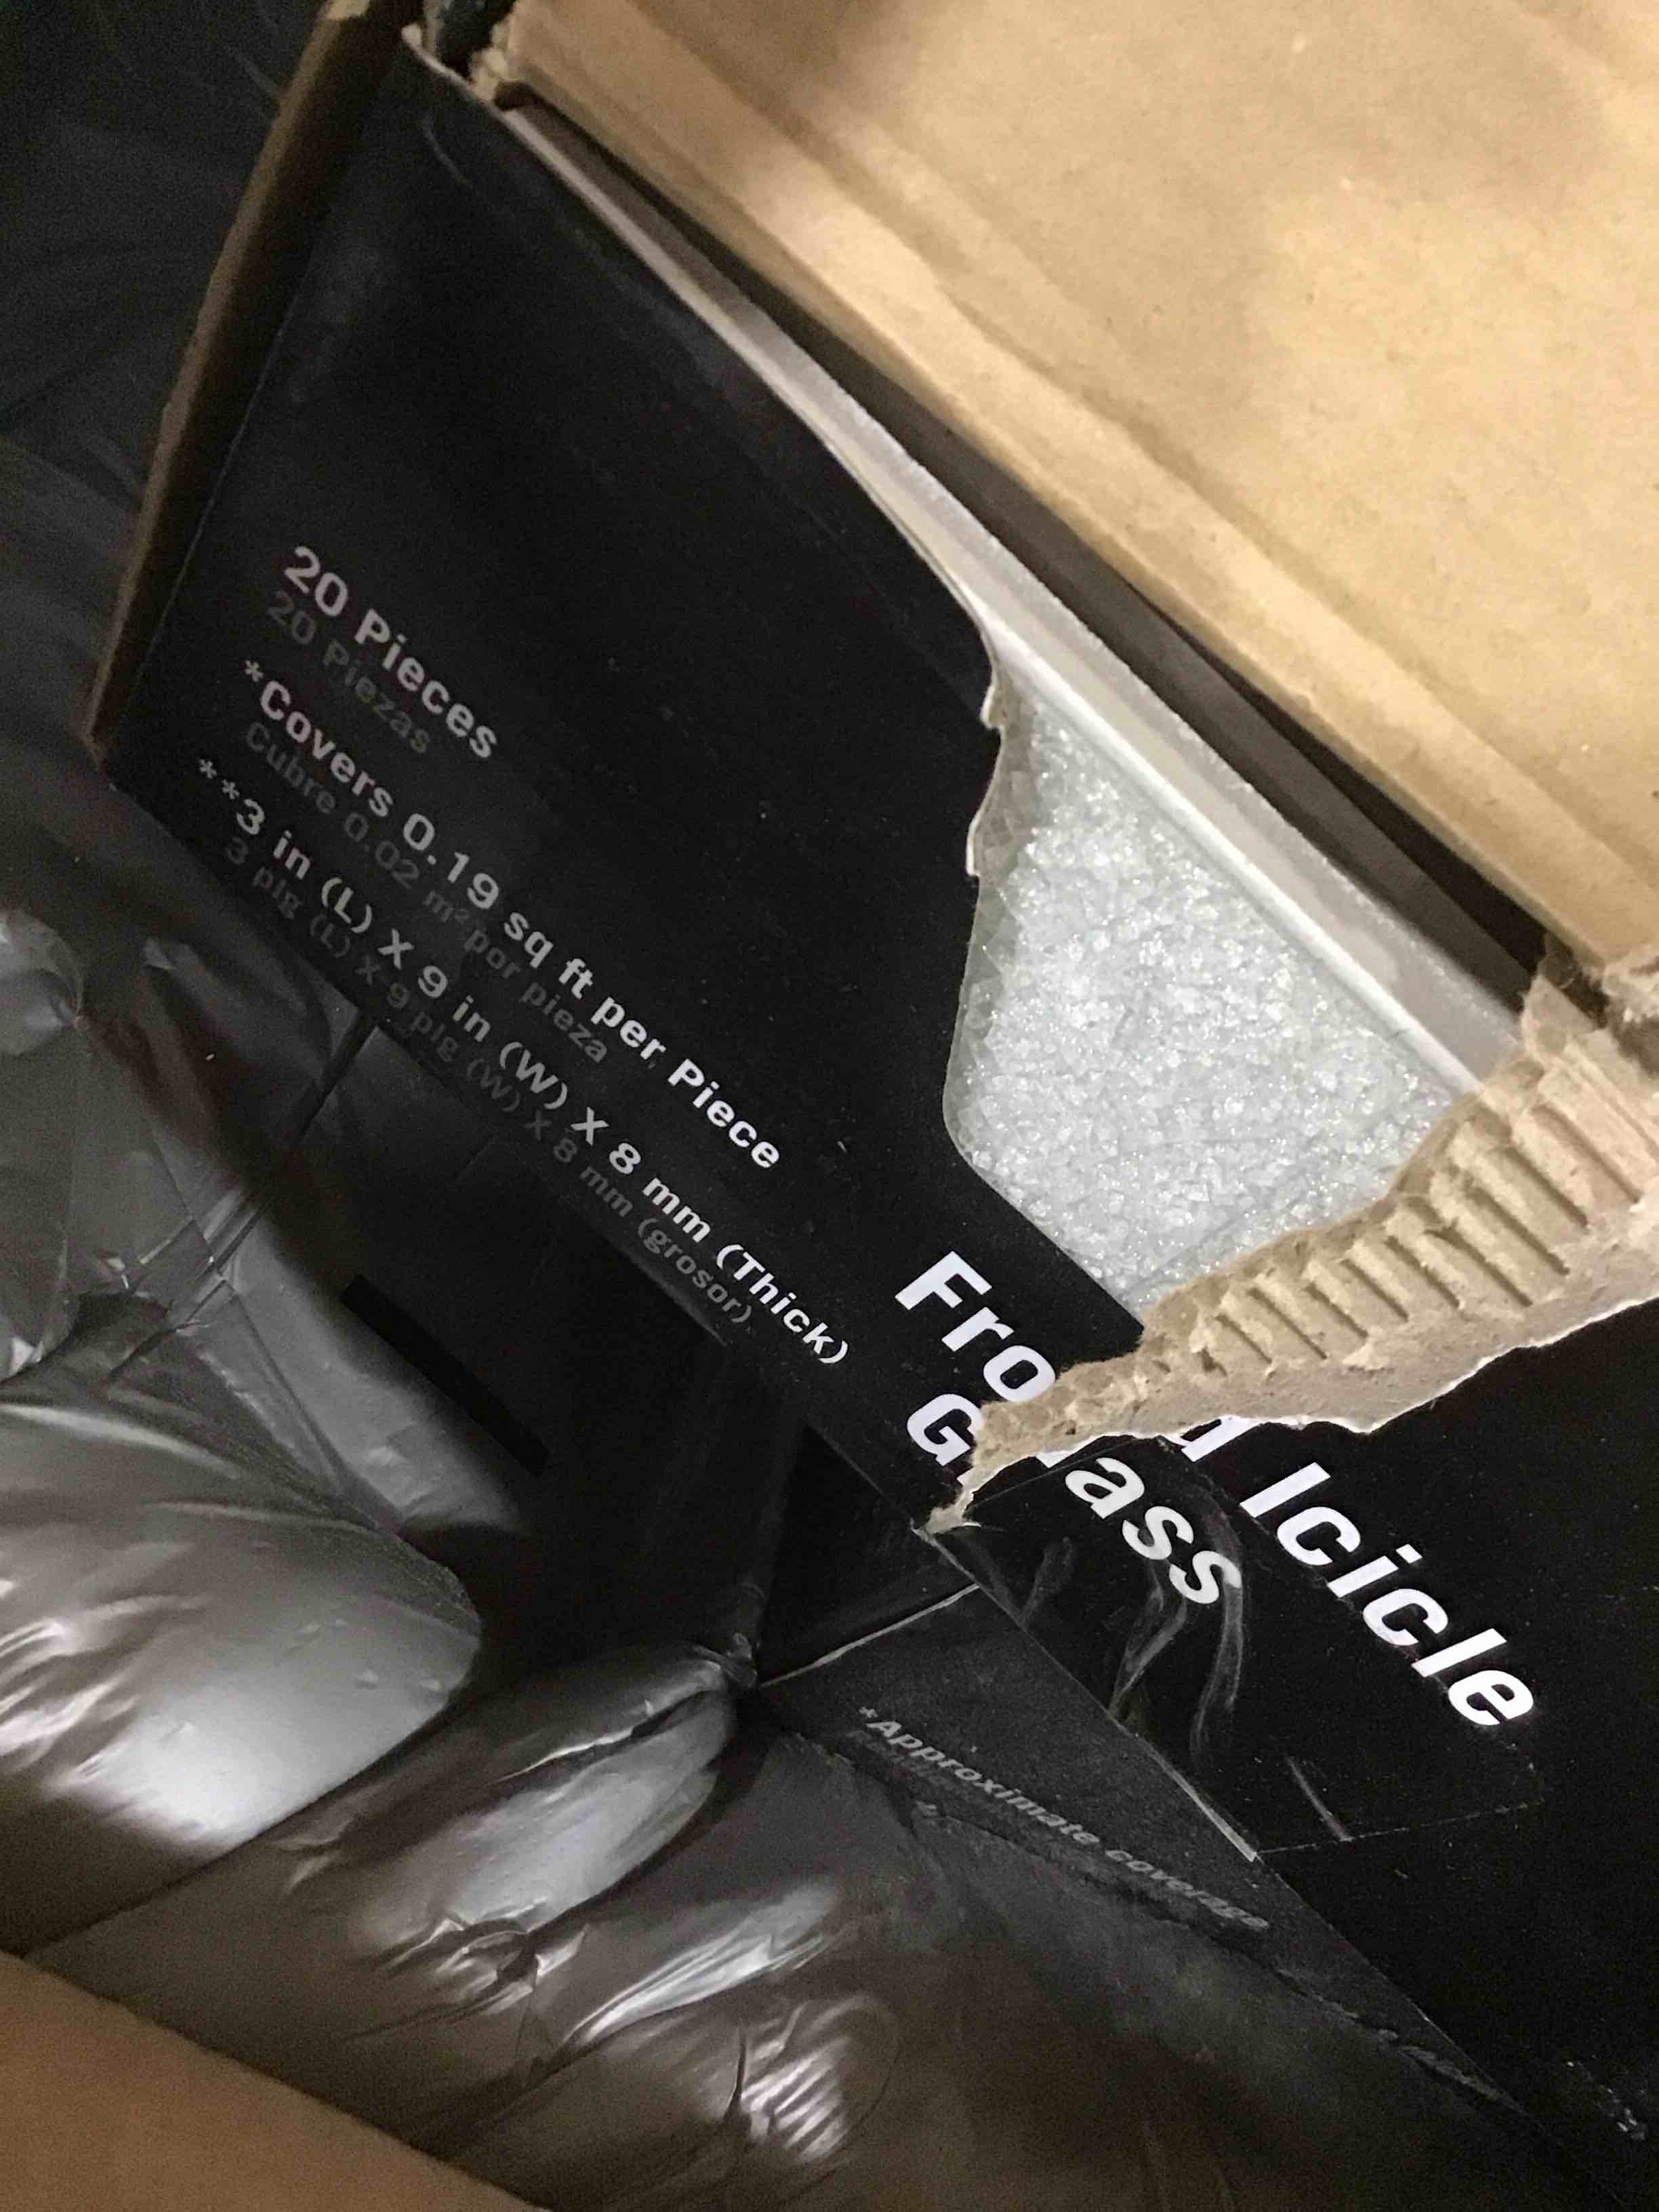 20 Pieces
20 Piezas
*Covers 0.19 sq ft per Piece
Cubre 0.02 m² por pieza
**3 in (L) X 9 in (W) X 8 mm (Thick)
3 plg (L) X 9 plg (W) X 8 mm (grosor)
Icicle
*Approximate coverage